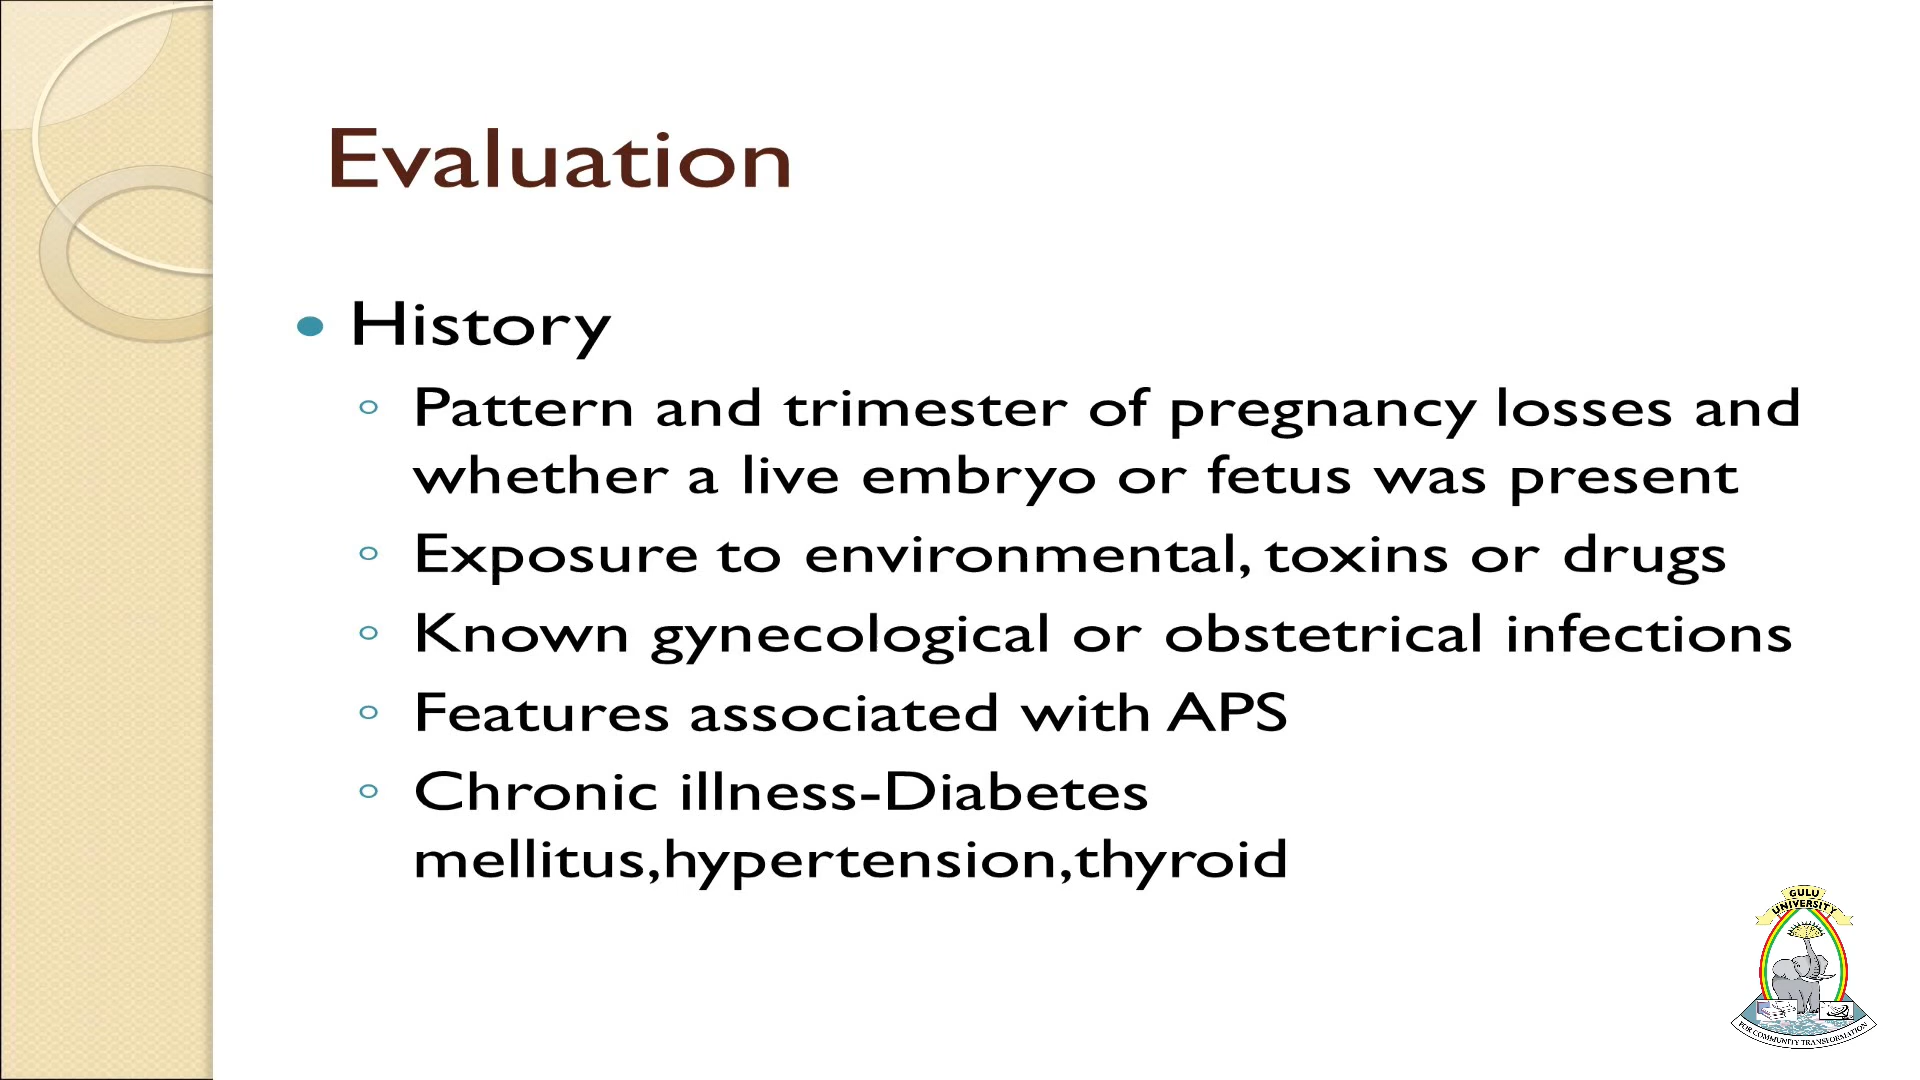 Evaluation
• History
◦ Pattern and trimester of pregnancy losses and
whether a live embryo or fetus was present
◦ Exposure to environmental, toxins or drugs
◦ Known gynecological or obstetrical infections
◦ Features associated with APS
◦ Chronic illness-Diabetes
mellitus,hypertension,thyroid
GULU
UNIVERSITY
FOR COMMUNITY TRANSFORMATION